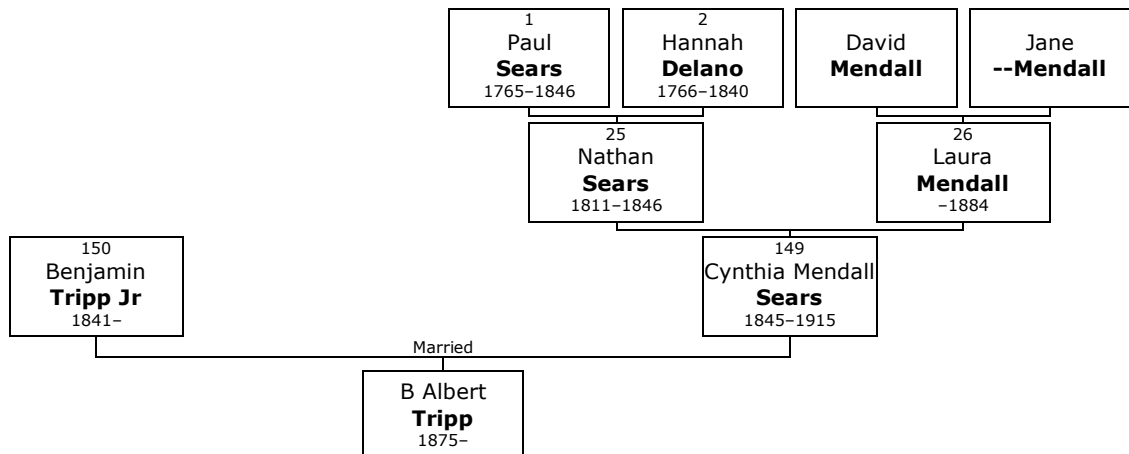 1
Paul
Sears
1765–1846
2
Hannah
Delano
1766–1840
David
Mendall
Jane
--Mendall
25
Nathan
Sears
1811–1846
26
Laura
Mendall
–1884
150
Benjamin
Tripp Jr
1841–
149
Cynthia Mendall
Sears
1845–1915
Married
B Albert
Tripp
1875–